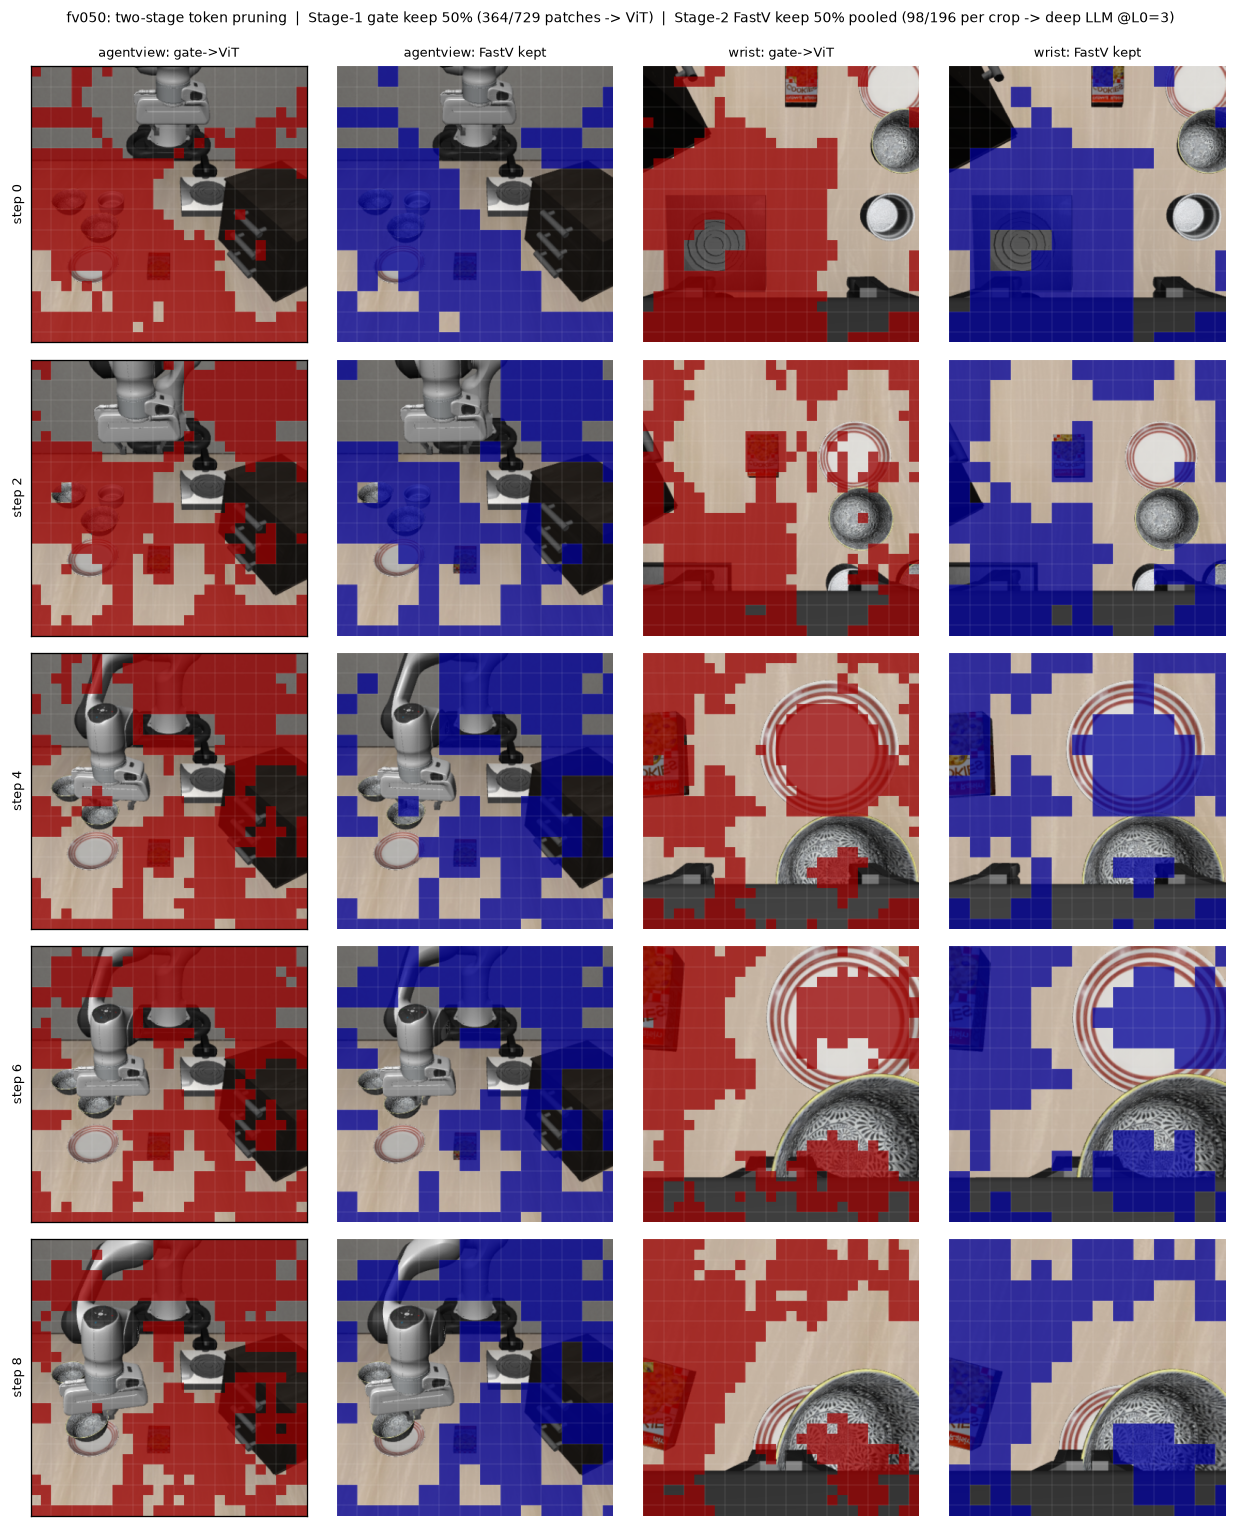 fv050: two-stage token pruning | Stage-1 gate keep 50% (364/729 patches -> ViT) | Stage-2 FastV keep 50% pooled (98/196 per crop -> deep LLM @L0=3)
agentview: gate->ViT
agentview: FastV kept
wrist: gate->ViT
wrist: FastV kept
step 0
step 2
step 4
step 6
step 8